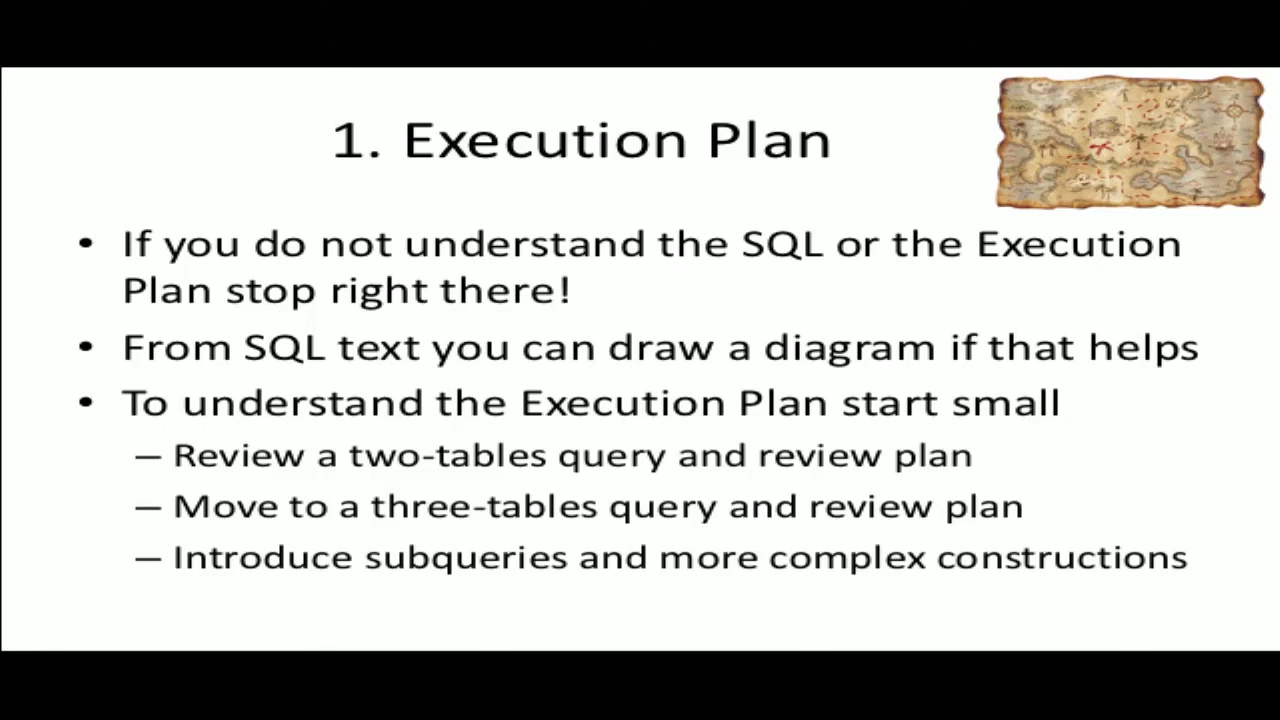 1. Execution Plan
• If you do not understand the SQL or the Execution
Plan stop right there!
• From SQL text you can draw a diagram if that helps
• To understand the Execution Plan start small
– Review a two-tables query and review plan
– Move to a three-tables query and review plan
– Introduce subqueries and more complex constructions